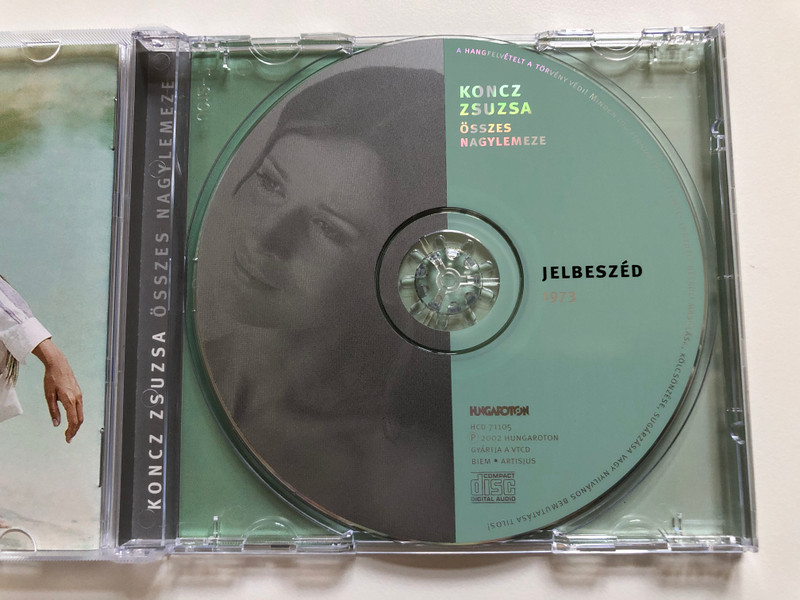 KONCZ ZSUZSA ÖSSZES NAGYLEMEZE
A HANGFELVÉTELT A TÖRVÉNY VÉDI!
KONCZ
ZSUZSA
ÖSSZES
NAGYLEMEZE
JELBESZÉD
1973
KÖLCSÖNZÉSE, SUGÁRZÁSA VAGY NYILVÁNOS BEMUTATÁSA TILOS!
HUNGAROTON
HCD 71105
P. 2002 HUNGAROTON
GYÁRTJA A VTCD
BIEM • ARTISJUS
COMPACT
disc
DIGITAL AUDIO